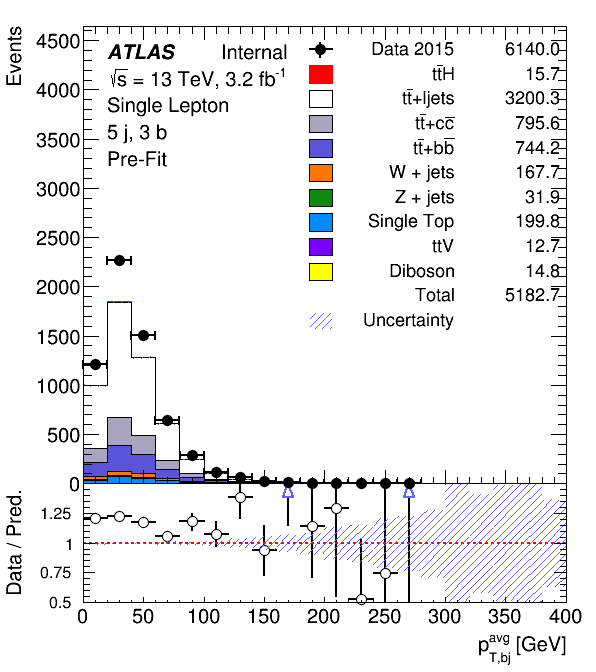 Events
4500
4000
3500
3000
2500
2000
1500
1000
500
0
ATLAS Internal
√s = 13 TeV, 3.2 fb⁻¹
Single Lepton
5 j, 3 b
Pre-Fit
Data 2015 6140.0
tt̄H 15.7
tt̄+ljets 3200.3
tt̄+cc̄ 795.6
tt̄+bb̄ 744.2
W + jets 167.7
Z + jets 31.9
Single Top 199.8
ttV 12.7
Diboson 14.8
Total 5182.7
Uncertainty
Data / Pred.
1.25
1
0.75
0.5
0 50 100 150 200 250 300 350 400
p_{T,bj}^{avg} [GeV]